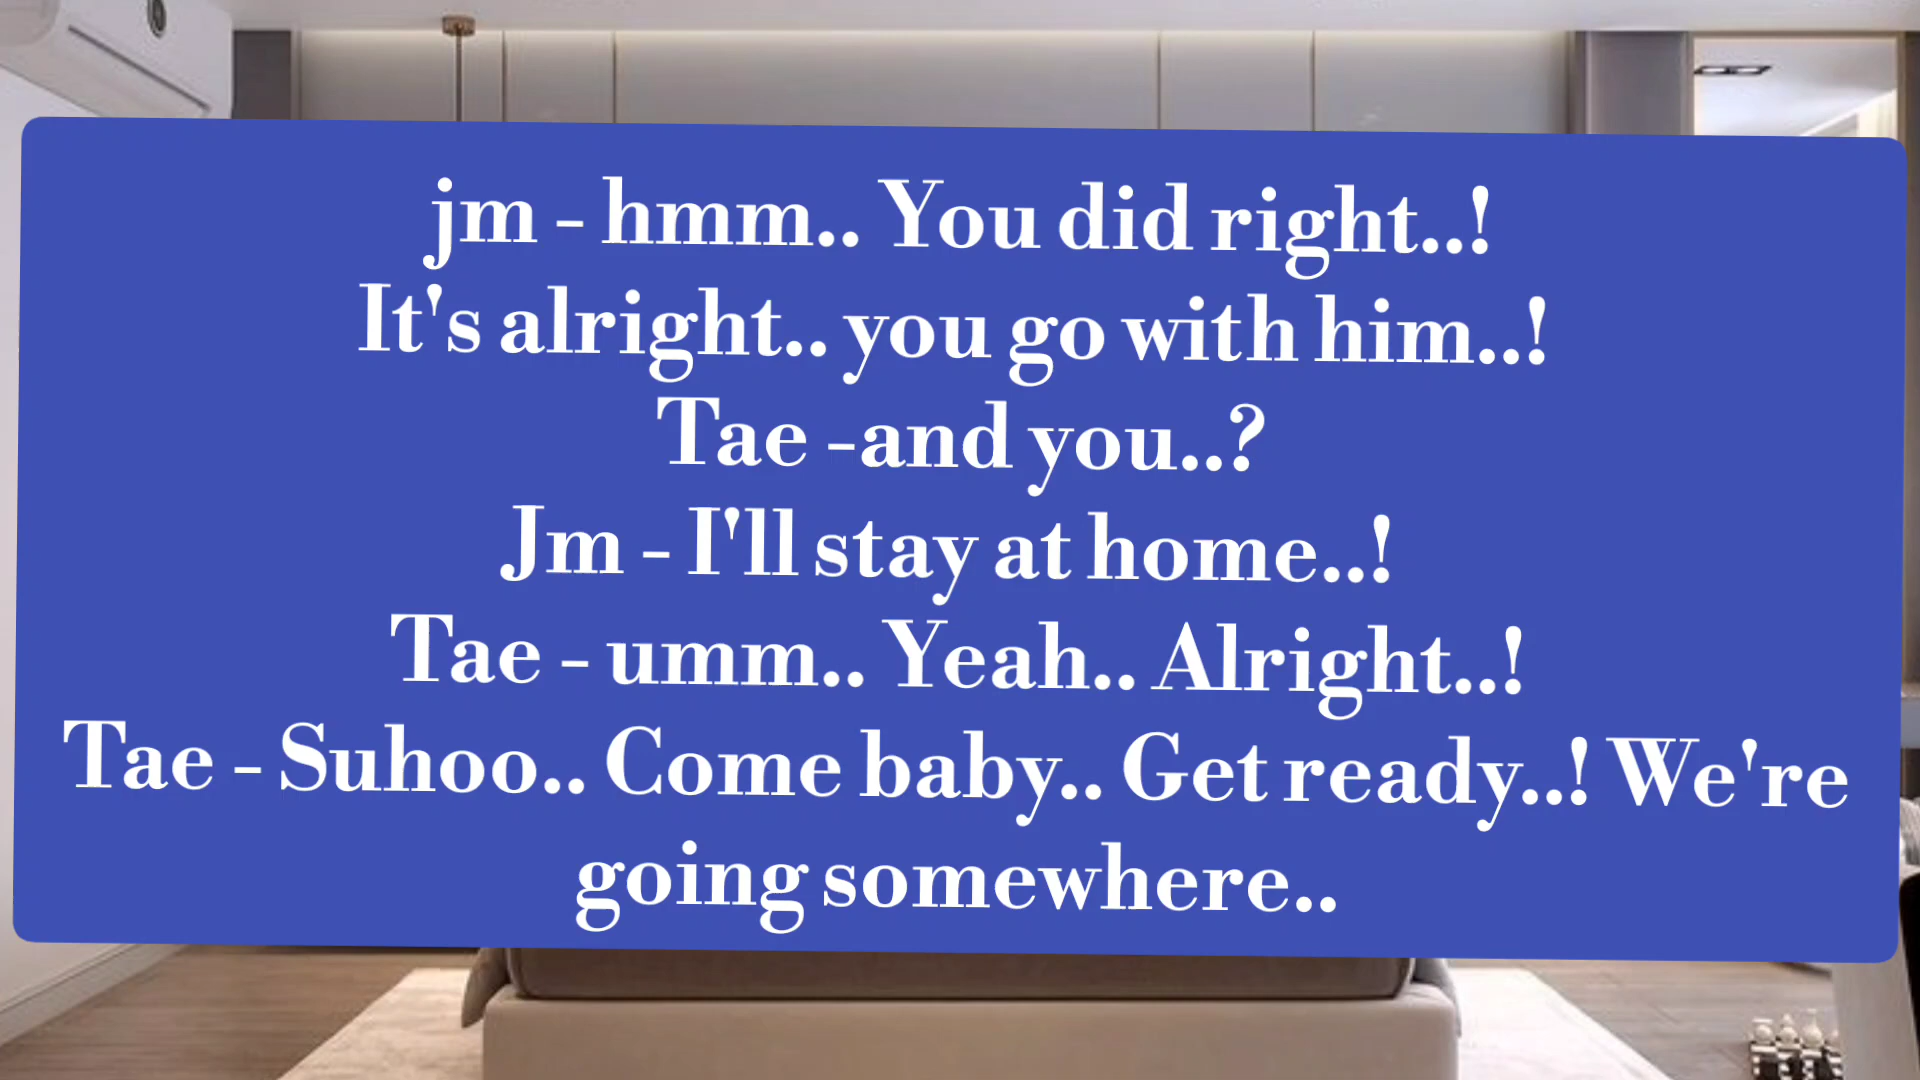 jm - hmm.. You did right..!
It's alright.. you go with him..!
Tae -and you..?
Jm - I'll stay at home..!
Tae - umm.. Yeah.. Alright..!
Tae - Suhoo.. Come baby.. Get ready..! We're
going somewhere..